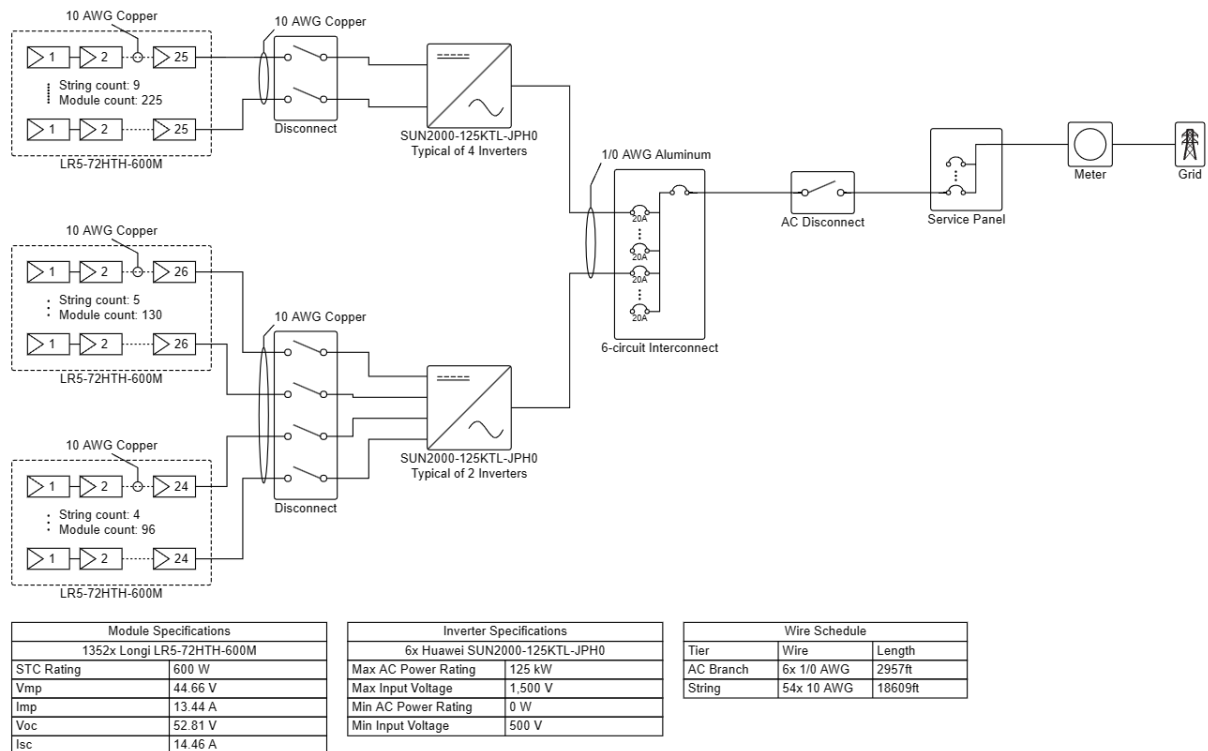 10 AWG Copper
1
2
25
String count: 9
Module count: 225
1
2
25
LR5-72HTH-600M
10 AWG Copper
Disconnect
SUN2000-125KTL-JPH0
Typical of 4 Inverters
10 AWG Copper
1
2
26
String count: 5
Module count: 130
1
2
26
LR5-72HTH-600M
10 AWG Copper
1
2
24
String count: 4
Module count: 96
1
2
24
LR5-72HTH-600M
10 AWG Copper
Disconnect
SUN2000-125KTL-JPH0
Typical of 2 Inverters
1/0 AWG Aluminum
20A
20A
20A
20A
6-circuit Interconnect
AC Disconnect
Service Panel
Meter
Grid
Module Specifications
1352x Longi LR5-72HTH-600M
STC Rating 600 W
Vmp 44.66 V
Imp 13.44 A
Voc 52.81 V
Isc 14.46 A
Inverter Specifications
6x Huawei SUN2000-125KTL-JPH0
Max AC Power Rating 125 kW
Max Input Voltage 1,500 V
Min AC Power Rating 0 W
Min Input Voltage 500 V
Wire Schedule
Tier Wire Length
AC Branch 6x 1/0 AWG 2957ft
String 54x 10 AWG 18609ft